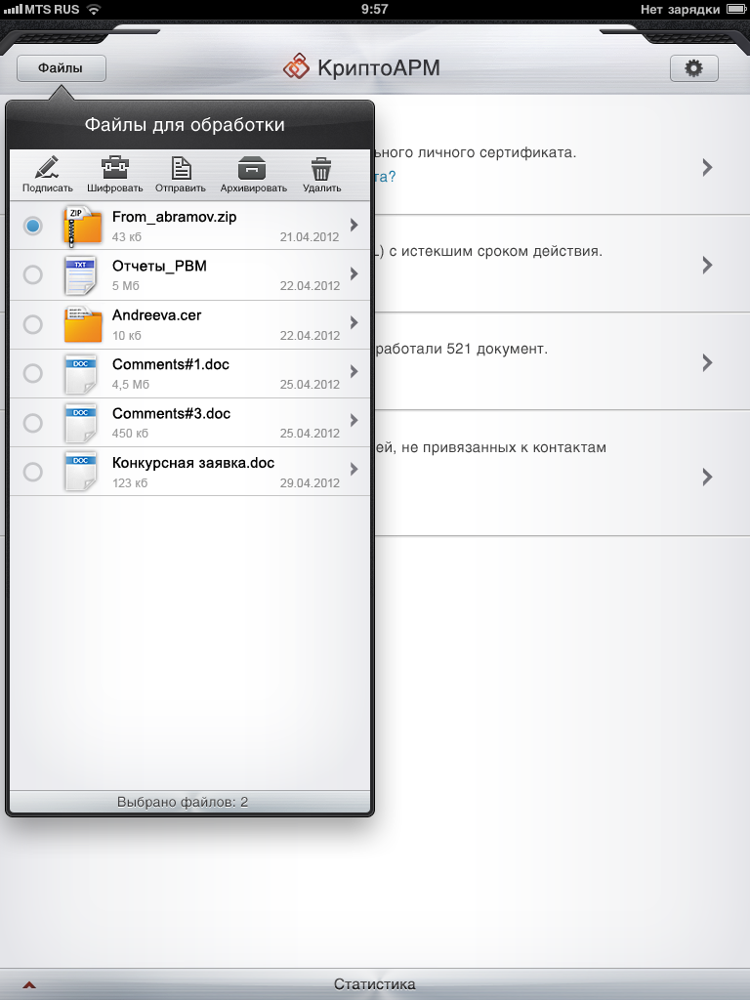 MTS RUS 9:57 Нет зарядки
Файлы КриптоАРМ
Файлы для обработки
Подписать Шифровать Отправить Архивировать Удалить
ZIP From_abramov.zip
43 кб 21.04.2012
TXT Отчеты_РВМ
5 Мб 22.04.2012
Andreeva.cer
10 кб 22.04.2012
DOC Comments#1.doc
4,5 Мб 25.04.2012
DOC Comments#3.doc
450 кб 25.04.2012
DOC Конкурсная заявка.doc
123 кб 29.04.2012
Выбрано файлов: 2
ьного личного сертификата.
та?
L) с истекшим сроком действия.
работали 521 документ.
ей, не привязанных к контактам
Статистика